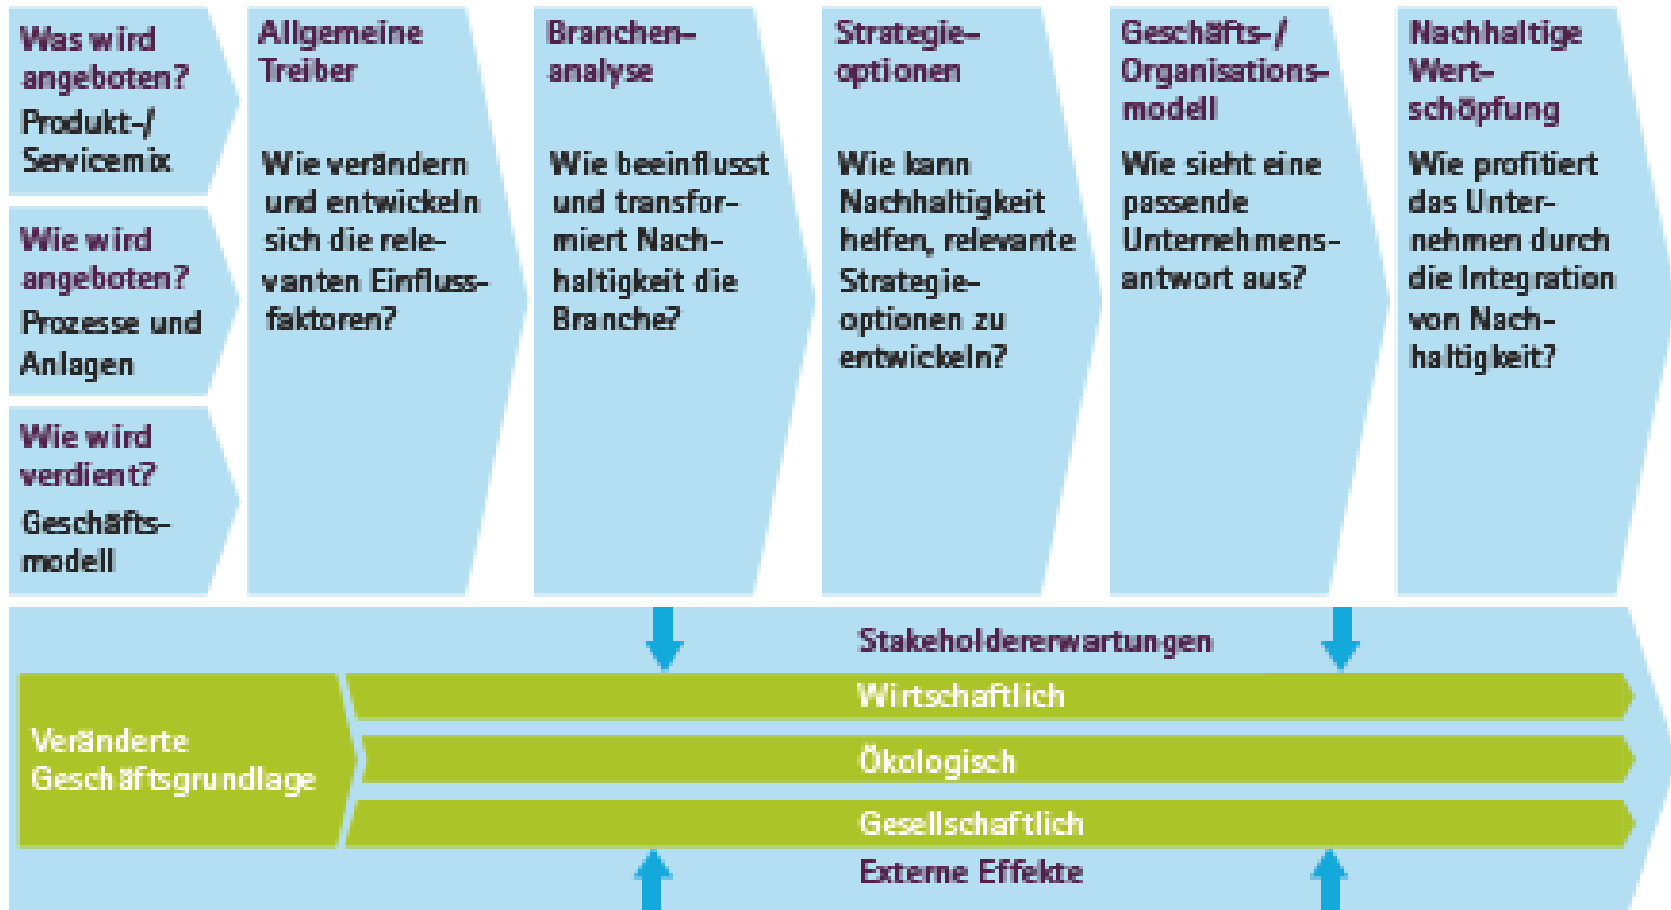 Was wird
angeboten?
Produkt-/
Servicemix
Wie wird
angeboten?
Prozesse und
Anlagen
Wie wird
verdient?
Geschäfts-
modell
Allgemeine
Treiber
Wie verändern
und entwickeln
sich die rele-
vanten Einfluss-
faktoren?
Branchen-
analyse
Wie beeinflusst
und transfor-
miert Nach-
haltigkeit die
Branche?
Strategie-
optionen
Wie kann
Nachhaltigkeit
helfen, relevante
Strategie-
optionen zu
entwickeln?
Geschäfts-/
Organisations-
modell
Wie sieht eine
passende
Unternehmens-
antwort aus?
Nachhaltige
Wert-
schöpfung
Wie profitiert
das Unter-
nehmen durch
die Integration
von Nach-
haltigkeit?
Stakeholdererwartungen
Veränderte
Geschäftsgrundlage
Wirtschaftlich
Ökologisch
Gesellschaftlich
Externe Effekte